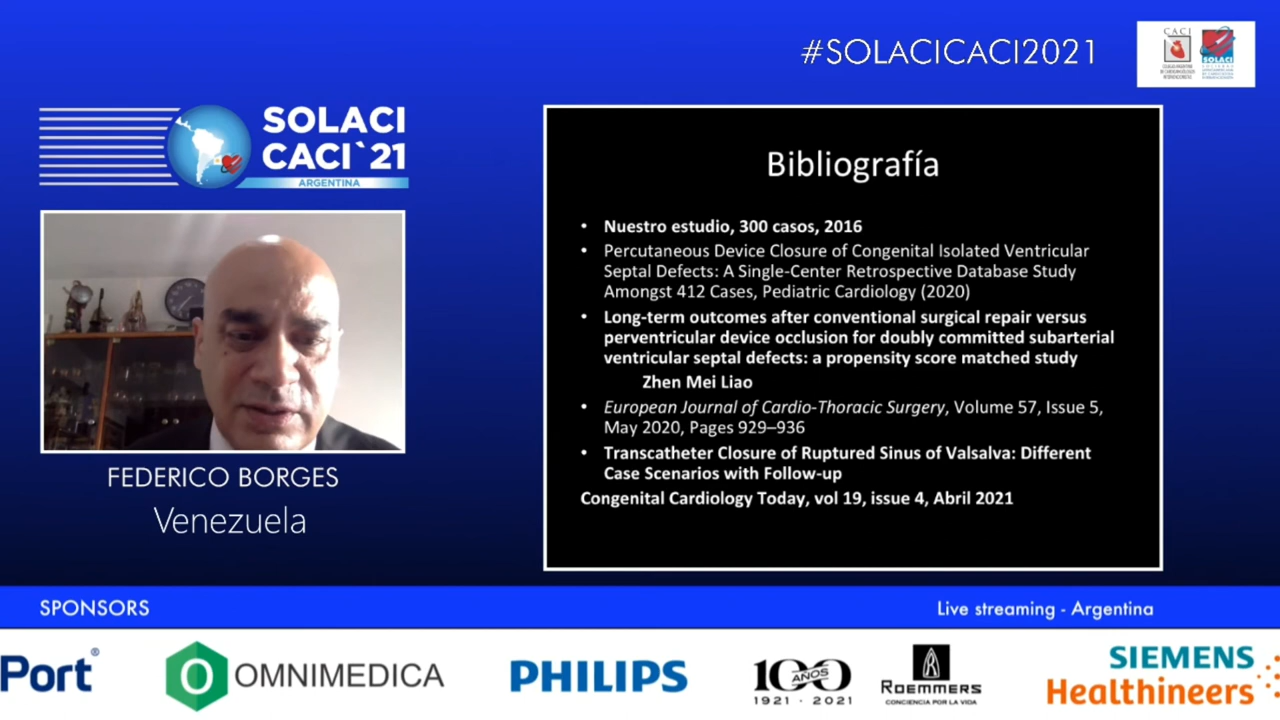 #SOLACICACI2021
CACI
SOLACI
SOLACI
CACI`21
ARGENTINA
FEDERICO BORGES
Venezuela
Bibliografía
• Nuestro estudio, 300 casos, 2016
• Percutaneous Device Closure of Congenital Isolated Ventricular
Septal Defects: A Single-Center Retrospective Database Study
Amongst 412 Cases, Pediatric Cardiology (2020)
• Long-term outcomes after conventional surgical repair versus
perventricular device occlusion for doubly committed subarterial
ventricular septal defects: a propensity score matched study
Zhen Mei Liao
• European Journal of Cardio-Thoracic Surgery, Volume 57, Issue 5,
May 2020, Pages 929–936
• Transcatheter Closure of Ruptured Sinus of Valsalva: Different
Case Scenarios with Follow-up
Congenital Cardiology Today, vol 19, issue 4, Abril 2021
SPONSORS
Live streaming - Argentina
Port®
OMNIMEDICA
PHILIPS
100 AÑOS
1921 · 2021
ROEMMERS
CONCIENCIA POR LA VIDA
SIEMENS
Healthineers